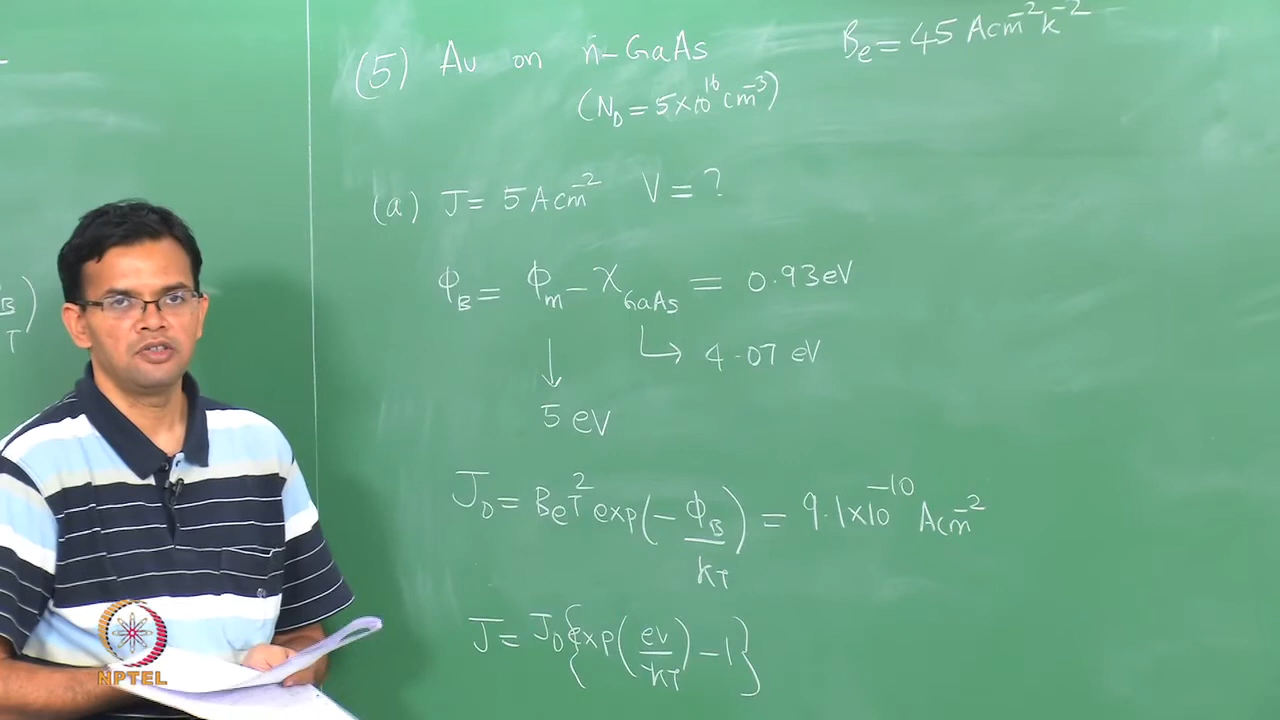 (5) Au on n-GaAs Be = 45 Acm⁻²k⁻²
(N_D = 5×10¹⁶ cm⁻³)
(a) J = 5 Acm⁻² V = ?
ϕ_B = ϕ_m − χ_GaAs = 0.93 eV
↳ 4.07 eV
↓
5 eV
J_0 = BeT² exp(−ϕ_B/kT) = 9.1×10⁻¹⁰ Acm⁻²
J = J_0{exp(eV/kT) − 1}
B
T)
NPTEL